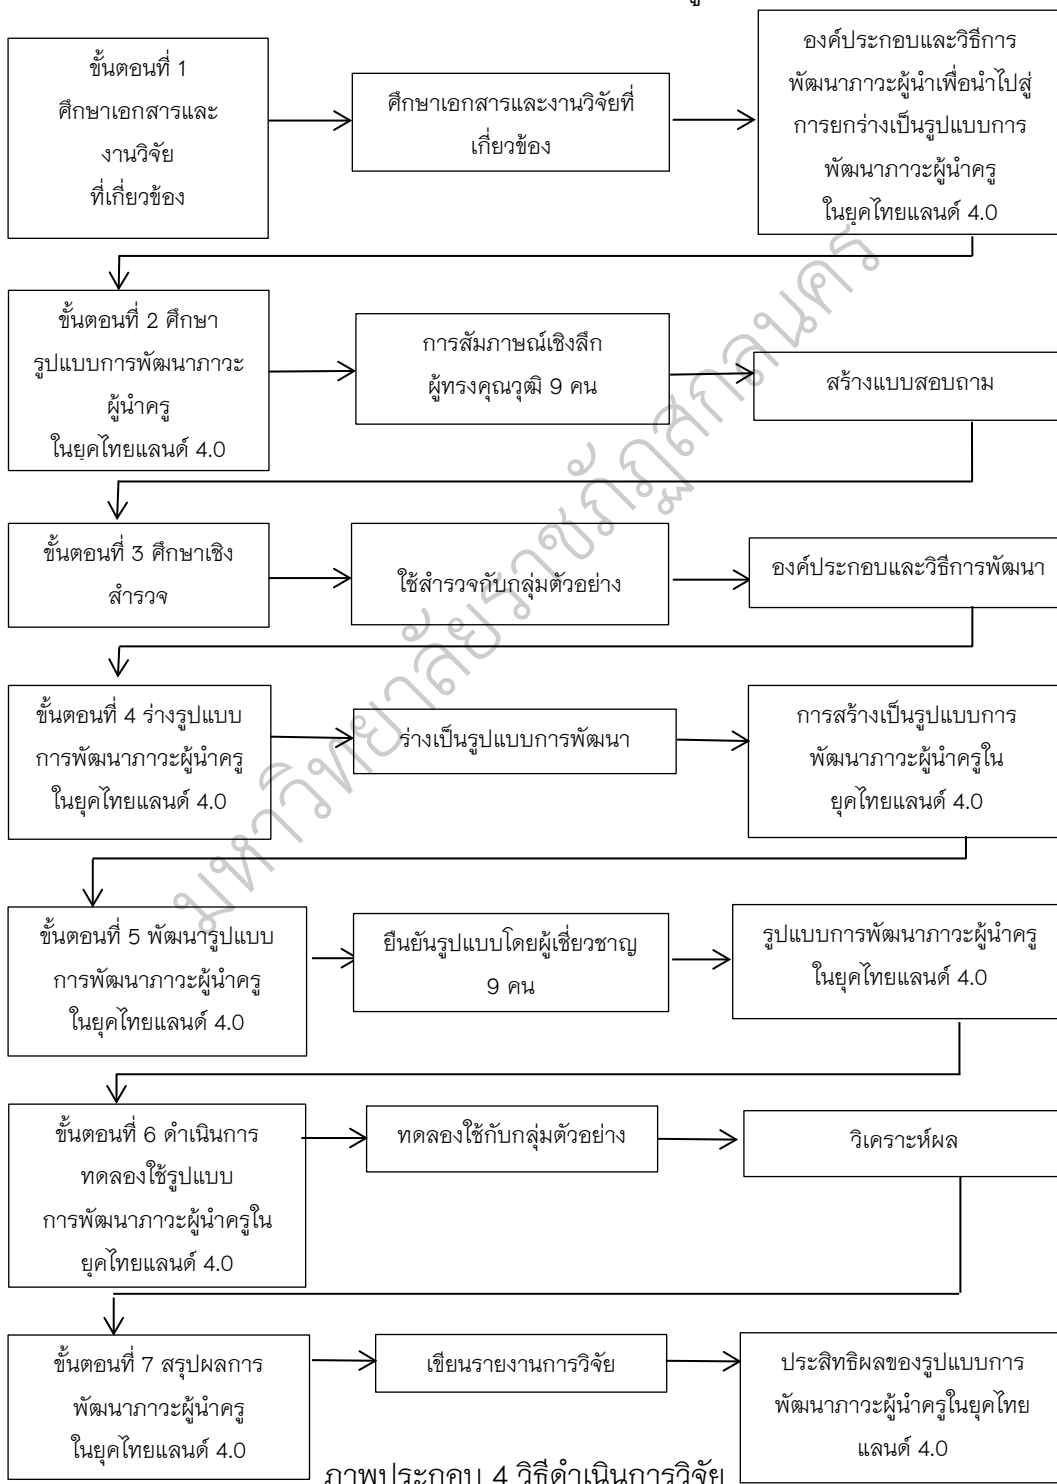 ขั้นตอนที่ 1
ศึกษาเอกสารและ
งานวิจัย
ที่เกี่ยวข้อง
ศึกษาเอกสารและงานวิจัยที่
เกี่ยวข้อง
องค์ประกอบและวิธีการ
พัฒนาภาวะผู้นำเพื่อนำไปสู่
การยกร่างเป็นรูปแบบการ
พัฒนาภาวะผู้นำครู
ในยุคไทยแลนด์ 4.0
ขั้นตอนที่ 2 ศึกษา
รูปแบบการพัฒนาภาวะ
ผู้นำครู
ในยุคไทยแลนด์ 4.0
การสัมภาษณ์เชิงลึก
ผู้ทรงคุณวุฒิ 9 คน
สร้างแบบสอบถาม
ขั้นตอนที่ 3 ศึกษาเชิง
สำรวจ
ใช้สำรวจกับกลุ่มตัวอย่าง
องค์ประกอบและวิธีการพัฒนา
ขั้นตอนที่ 4 ร่างรูปแบบ
การพัฒนาภาวะผู้นำครู
ในยุคไทยแลนด์ 4.0
ร่างเป็นรูปแบบการพัฒนา
การสร้างเป็นรูปแบบการ
พัฒนาภาวะผู้นำครูใน
ยุคไทยแลนด์ 4.0
ขั้นตอนที่ 5 พัฒนารูปแบบ
การพัฒนาภาวะผู้นำครู
ในยุคไทยแลนด์ 4.0
ยืนยันรูปแบบโดยผู้เชี่ยวชาญ
9 คน
รูปแบบการพัฒนาภาวะผู้นำครู
ในยุคไทยแลนด์ 4.0
ขั้นตอนที่ 6 ดำเนินการ
ทดลองใช้รูปแบบ
การพัฒนาภาวะผู้นำครูใน
ยุคไทยแลนด์ 4.0
ทดลองใช้กับกลุ่มตัวอย่าง
วิเคราะห์ผล
ขั้นตอนที่ 7 สรุปผลการ
พัฒนาภาวะผู้นำครู
ในยุคไทยแลนด์ 4.0
เขียนรายงานการวิจัย
ประสิทธิผลของรูปแบบการ
พัฒนาภาวะผู้นำครูในยุคไทย
แลนด์ 4.0
ภาพประกอบ 4 วิธีดำเนินการวิจัย
มหาวิทยาลัยราชภัฏสกลนคร